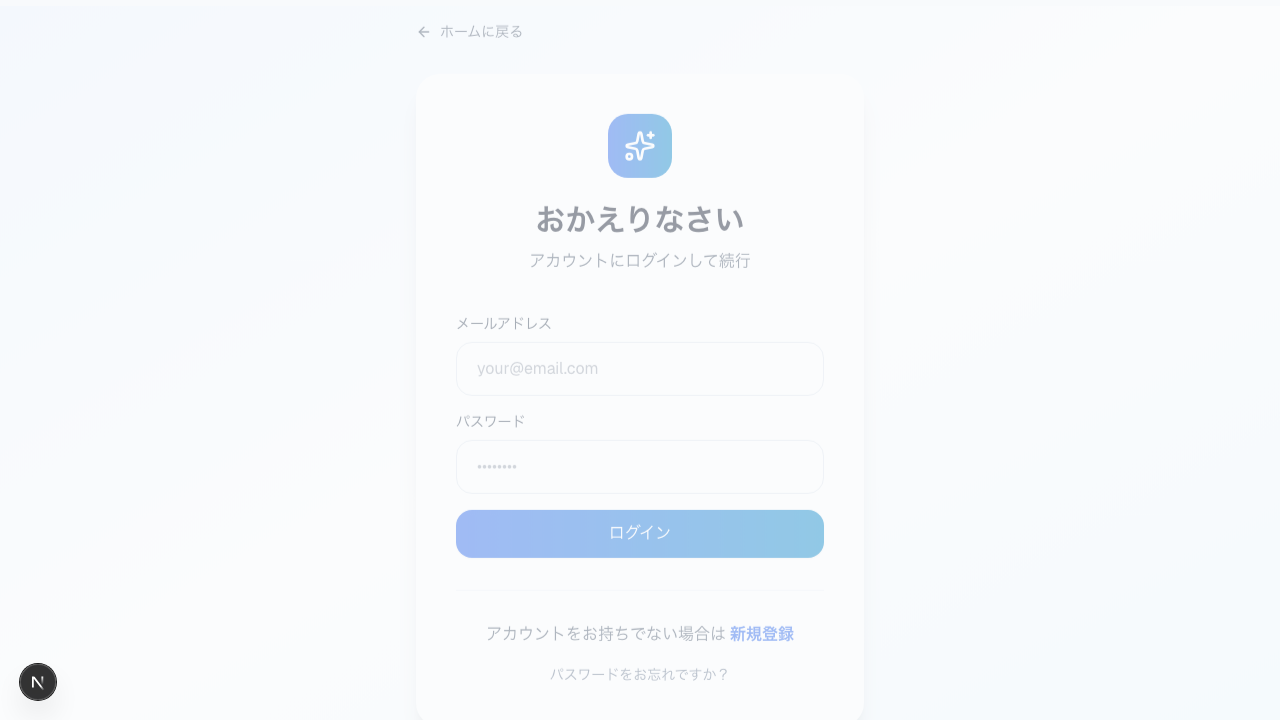 ホームに戻る
おかえりなさい
アカウントにログインして続行
メールアドレス
your@email.com
パスワード
••••••••
ログイン
アカウントをお持ちでない場合は 新規登録
パスワードをお忘れですか？
N